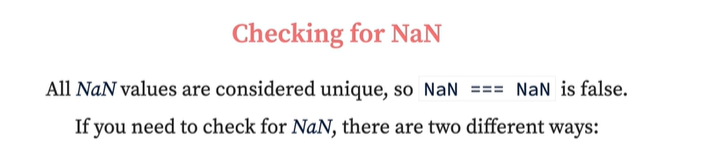 Checking for NaN
All NaN values are considered unique, so NaN === NaN is false.
If you need to check for NaN, there are two different ways: